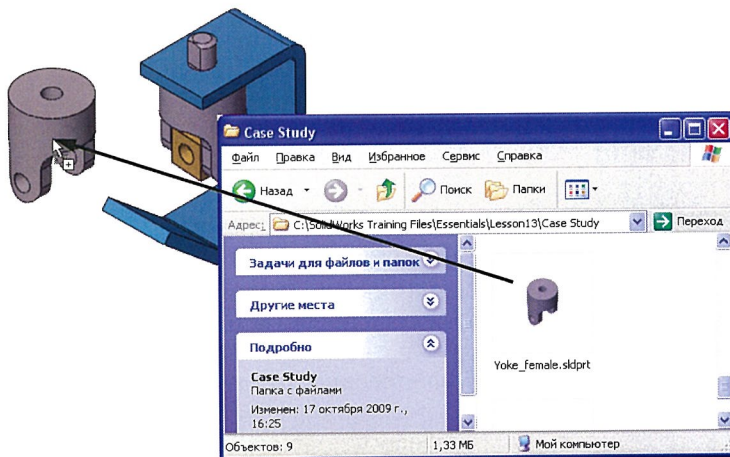 Case Study
Файл Правка Вид Избранное Сервис Справка
Назад Поиск Папки
Адрес: C:\SolidWorks Training Files\Essentials\Lesson13\Case Study Переход
Задачи для файлов и папок
Другие места
Подробно
Case Study
Папка с файлами
Изменен: 17 октября 2009 г.,
16:25
Yoke_female.sldprt
Объектов: 9 1,33 МБ Мой компьютер